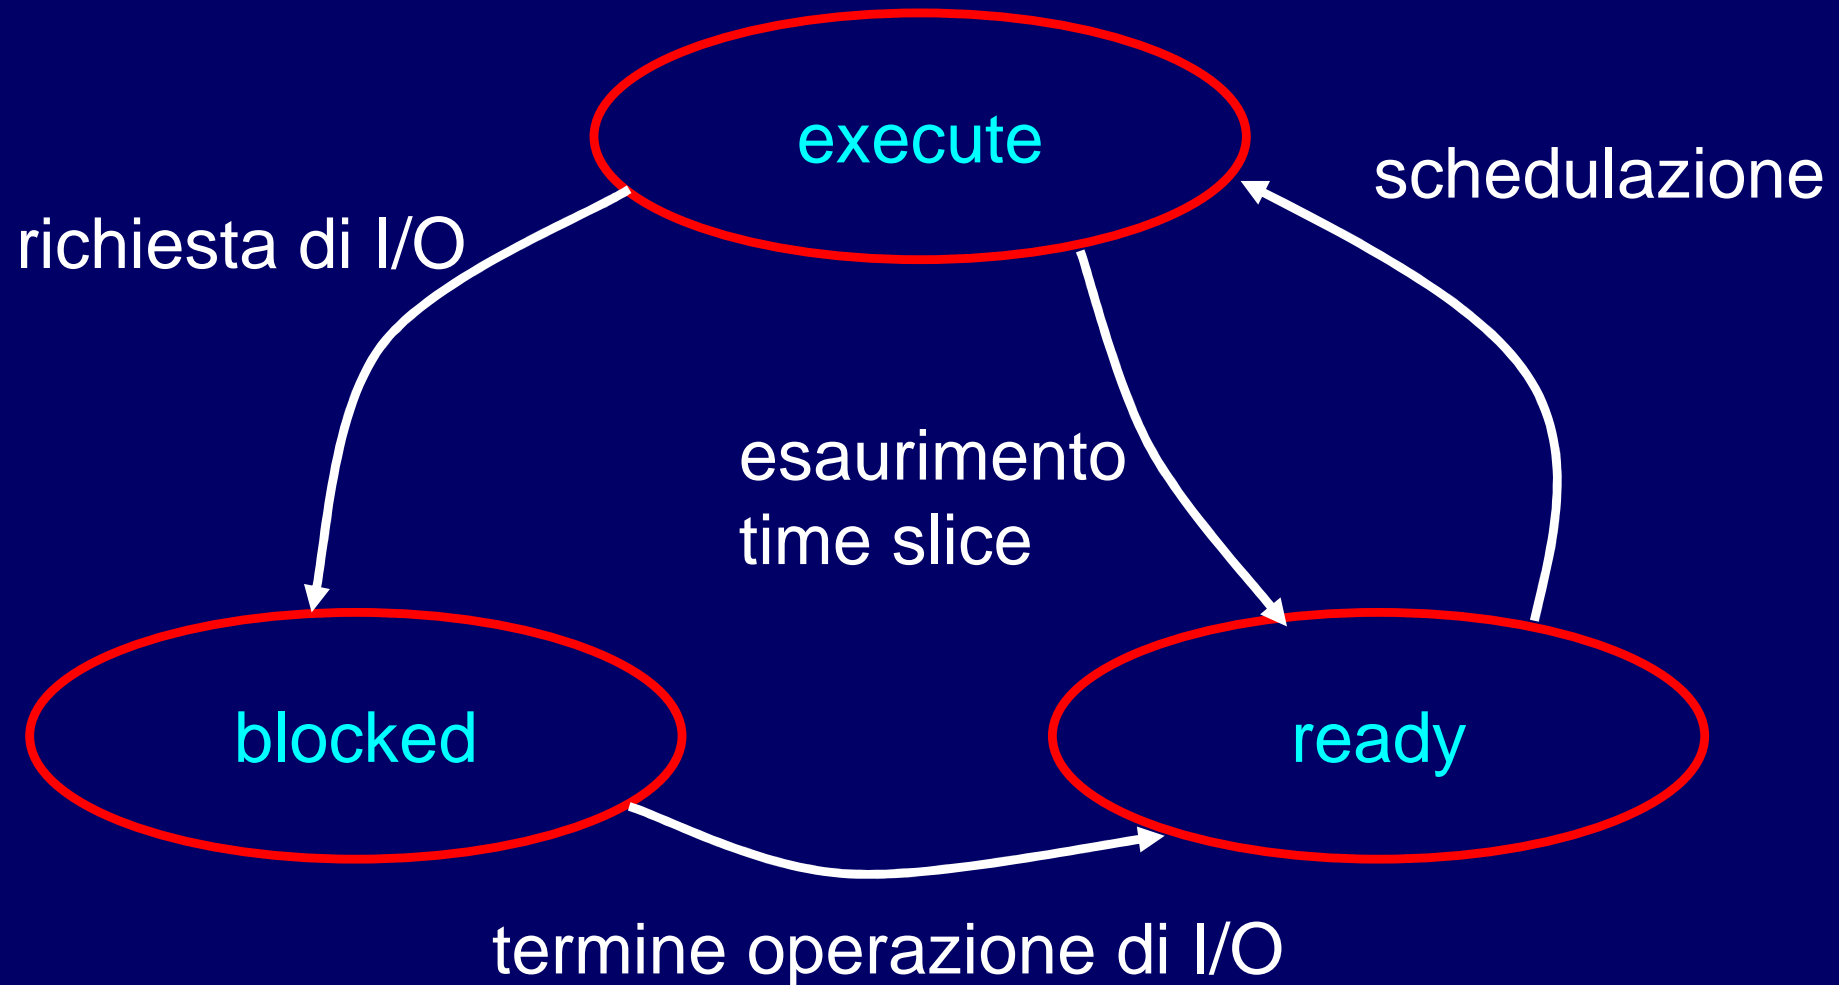 execute
schedulazione
richiesta di I/O
esaurimento
time slice
blocked
ready
termine operazione di I/O